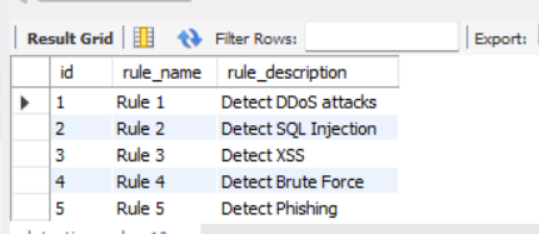 Result Grid Filter Rows: Export:
id rule_name rule_description
1 Rule 1 Detect DDoS attacks
2 Rule 2 Detect SQL Injection
3 Rule 3 Detect XSS
4 Rule 4 Detect Brute Force
5 Rule 5 Detect Phishing